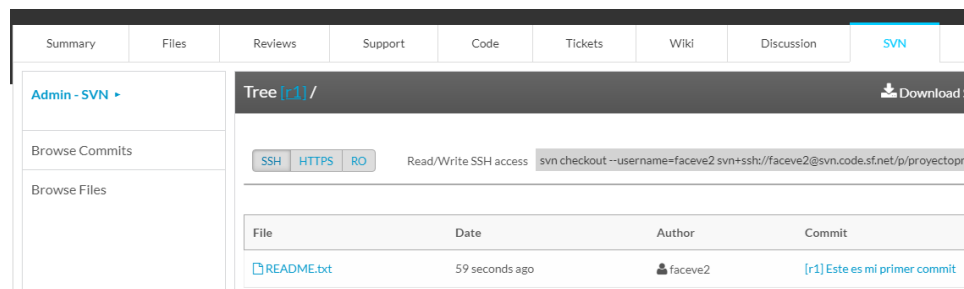 Summary Files Reviews Support Code Tickets Wiki Discussion SVN
Admin - SVN ▸
Browse Commits
Browse Files
Tree [r1] /
Download
SSH HTTPS RO Read/Write SSH access svn checkout --username=faceve2 svn+ssh://faceve2@svn.code.sf.net/p/proyectopr
File Date Author Commit
README.txt 59 seconds ago faceve2 [r1] Este es mi primer commit